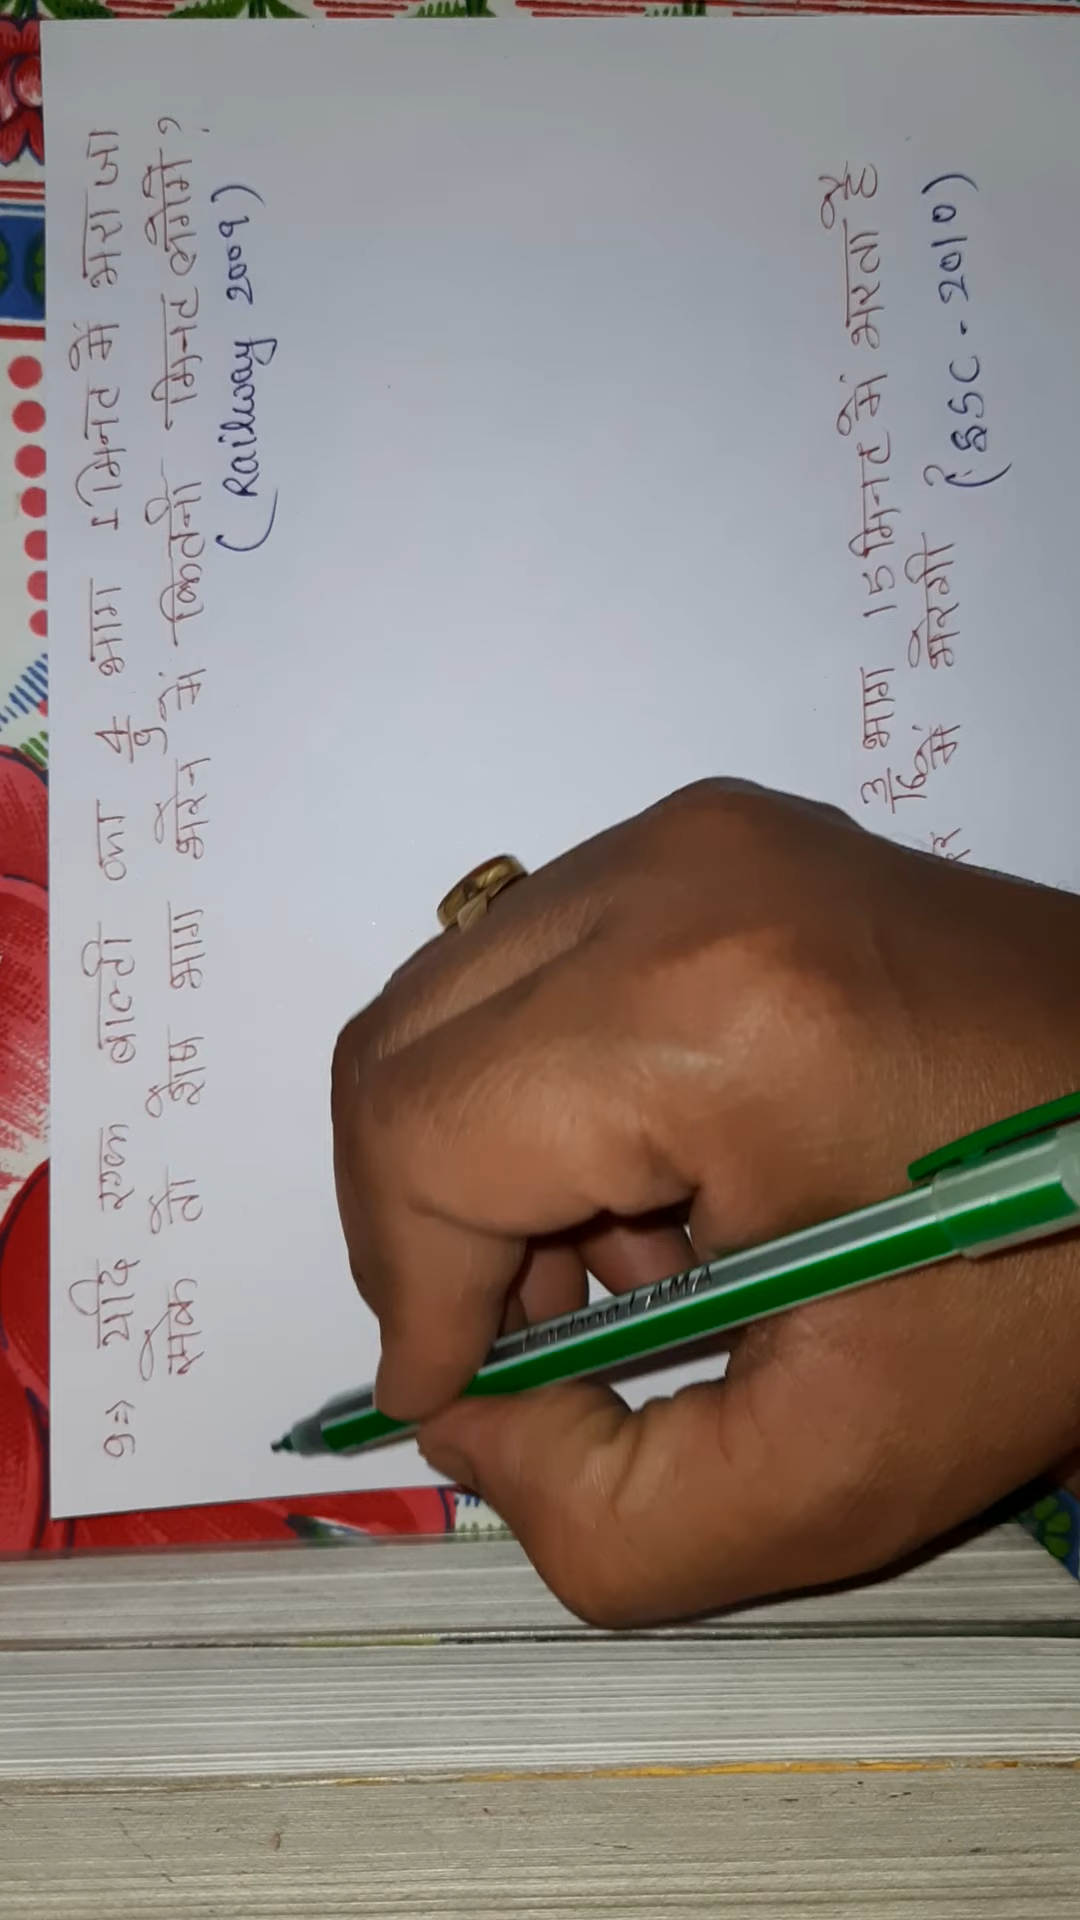 9⇒ यदि एक बाल्टी का 4/9 भाग 1 मिनट में भरा जा
सके तो शेष भाग भरने में कितनी मिनट लगेगें?
(Railway 2009)
3/16 भाग 15 मिनट में भरता है
में भरेगी ?
(SSC - 2010)